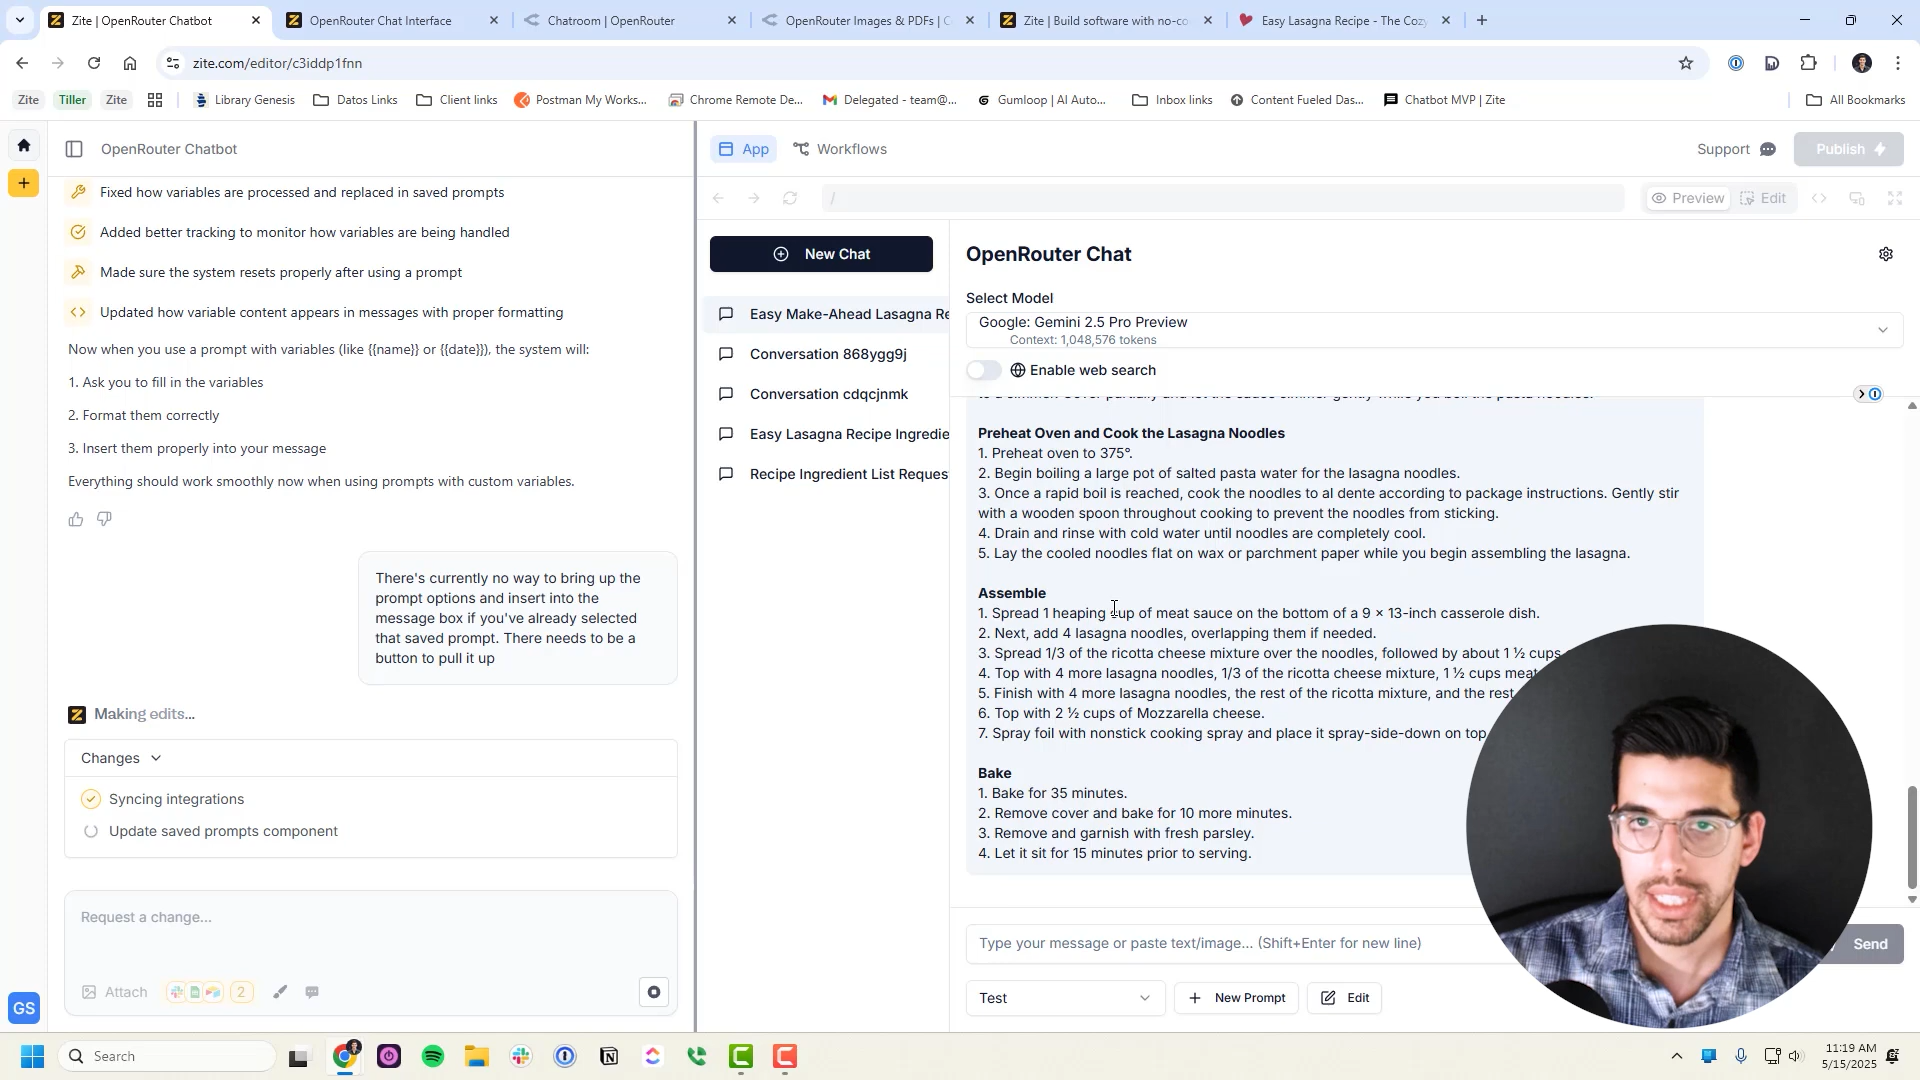 Zite | OpenRouter Chatbot
OpenRouter Chat Interface
Chatroom | OpenRouter
OpenRouter Images & PDFs | C
Zite | Build software with no-co
Easy Lasagna Recipe - The Cozy
zite.com/editor/c3iddp1fnn
Zite
Tiller
Zite
Library Genesis
Datos Links
Client links
Postman My Works...
Chrome Remote De...
Delegated - team@...
Gumloop | AI Auto...
Inbox links
Content Fueled Das...
Chatbot MVP | Zite
All Bookmarks
OpenRouter Chatbot
Fixed how variables are processed and replaced in saved prompts
Added better tracking to monitor how variables are being handled
Made sure the system resets properly after using a prompt
Updated how variable content appears in messages with proper formatting
Now when you use a prompt with variables (like {{name}} or {{date}}), the system will:
1. Ask you to fill in the variables
2. Format them correctly
3. Insert them properly into your message
Everything should work smoothly now when using prompts with custom variables.
There's currently no way to bring up the
prompt options and insert into the
message box if you've already selected
that saved prompt. There needs to be a
button to pull it up
Making edits...
Changes
Syncing integrations
Update saved prompts component
Request a change...
Attach
2
GS
App
Workflows
Support
Publish
/
Preview
Edit
New Chat
Easy Make-Ahead Lasagna Re
Conversation 868ygg9j
Conversation cdqcjnmk
Easy Lasagna Recipe Ingredie
Recipe Ingredient List Reques
OpenRouter Chat
Select Model
Google: Gemini 2.5 Pro Preview
Context: 1,048,576 tokens
Enable web search
Preheat Oven and Cook the Lasagna Noodles
1. Preheat oven to 375°.
2. Begin boiling a large pot of salted pasta water for the lasagna noodles.
3. Once a rapid boil is reached, cook the noodles to al dente according to package instructions. Gently stir
with a wooden spoon throughout cooking to prevent the noodles from sticking.
4. Drain and rinse with cold water until noodles are completely cool.
5. Lay the cooled noodles flat on wax or parchment paper while you begin assembling the lasagna.
Assemble
1. Spread 1 heaping cup of meat sauce on the bottom of a 9 × 13-inch casserole dish.
2. Next, add 4 lasagna noodles, overlapping them if needed.
3. Spread 1/3 of the ricotta cheese mixture over the noodles, followed by about 1 ½ cups
4. Top with 4 more lasagna noodles, 1/3 of the ricotta cheese mixture, 1 ½ cups meat
5. Finish with 4 more lasagna noodles, the rest of the ricotta mixture, and the rest
6. Top with 2 ½ cups of Mozzarella cheese.
7. Spray foil with nonstick cooking spray and place it spray-side-down on top
Bake
1. Bake for 35 minutes.
2. Remove cover and bake for 10 more minutes.
3. Remove and garnish with fresh parsley.
4. Let it sit for 15 minutes prior to serving.
Type your message or paste text/image... (Shift+Enter for new line)
Send
Test
New Prompt
Edit
Search
11:19 AM
5/15/2025